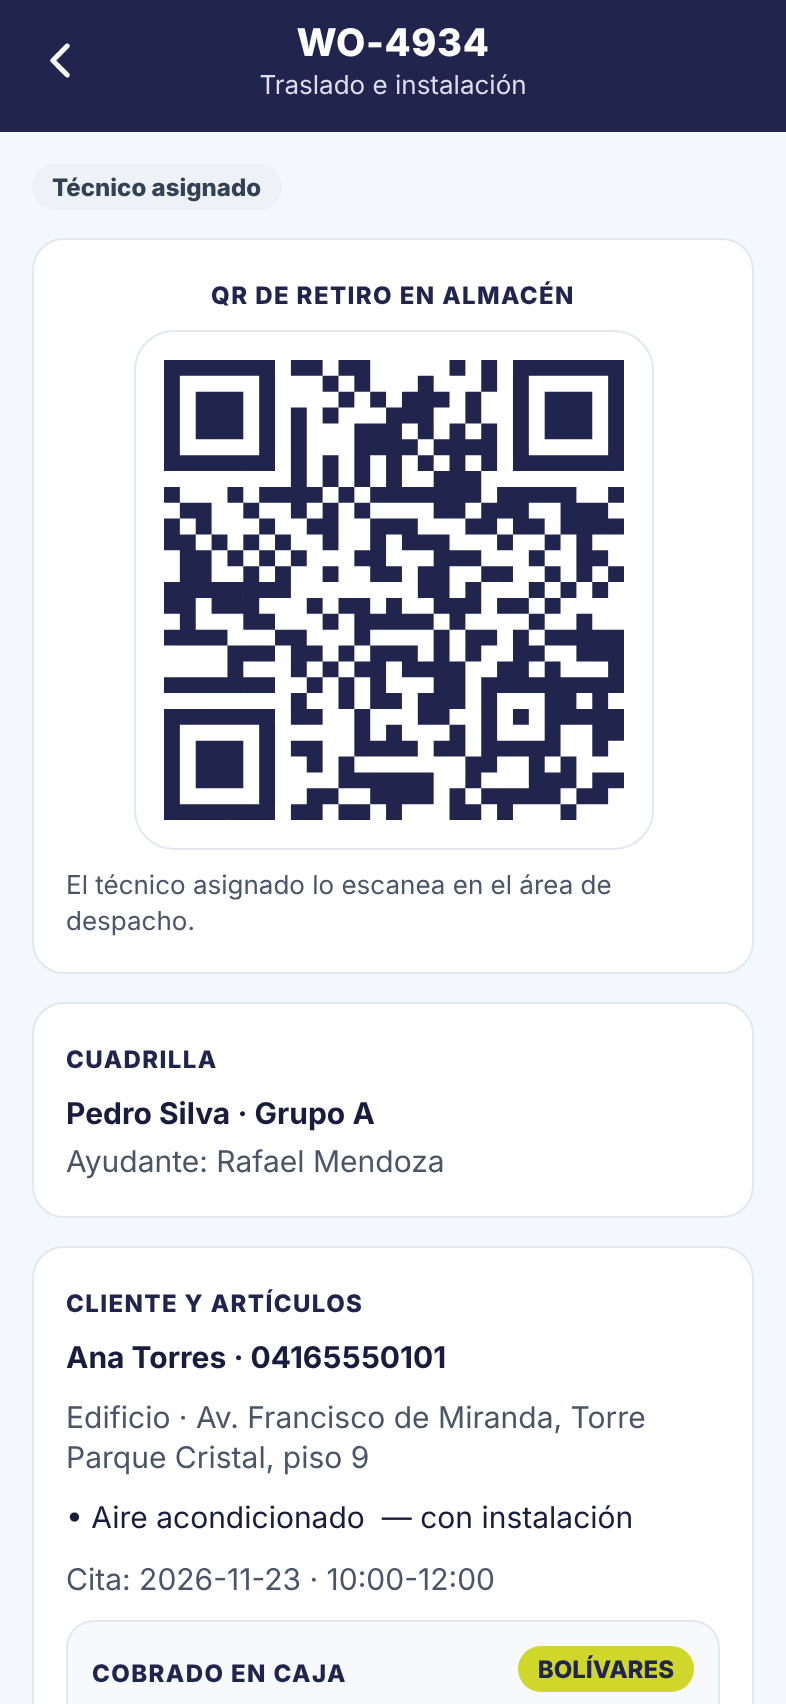 WO-4934
Traslado e instalación
Técnico asignado
QR DE RETIRO EN ALMACÉN
El técnico asignado lo escanea en el área de
despacho.
CUADRILLA
Pedro Silva · Grupo A
Ayudante: Rafael Mendoza
CLIENTE Y ARTÍCULOS
Ana Torres · 04165550101
Edificio · Av. Francisco de Miranda, Torre
Parque Cristal, piso 9
• Aire acondicionado — con instalación
Cita: 2026-11-23 · 10:00-12:00
COBRADO EN CAJA BOLÍVARES